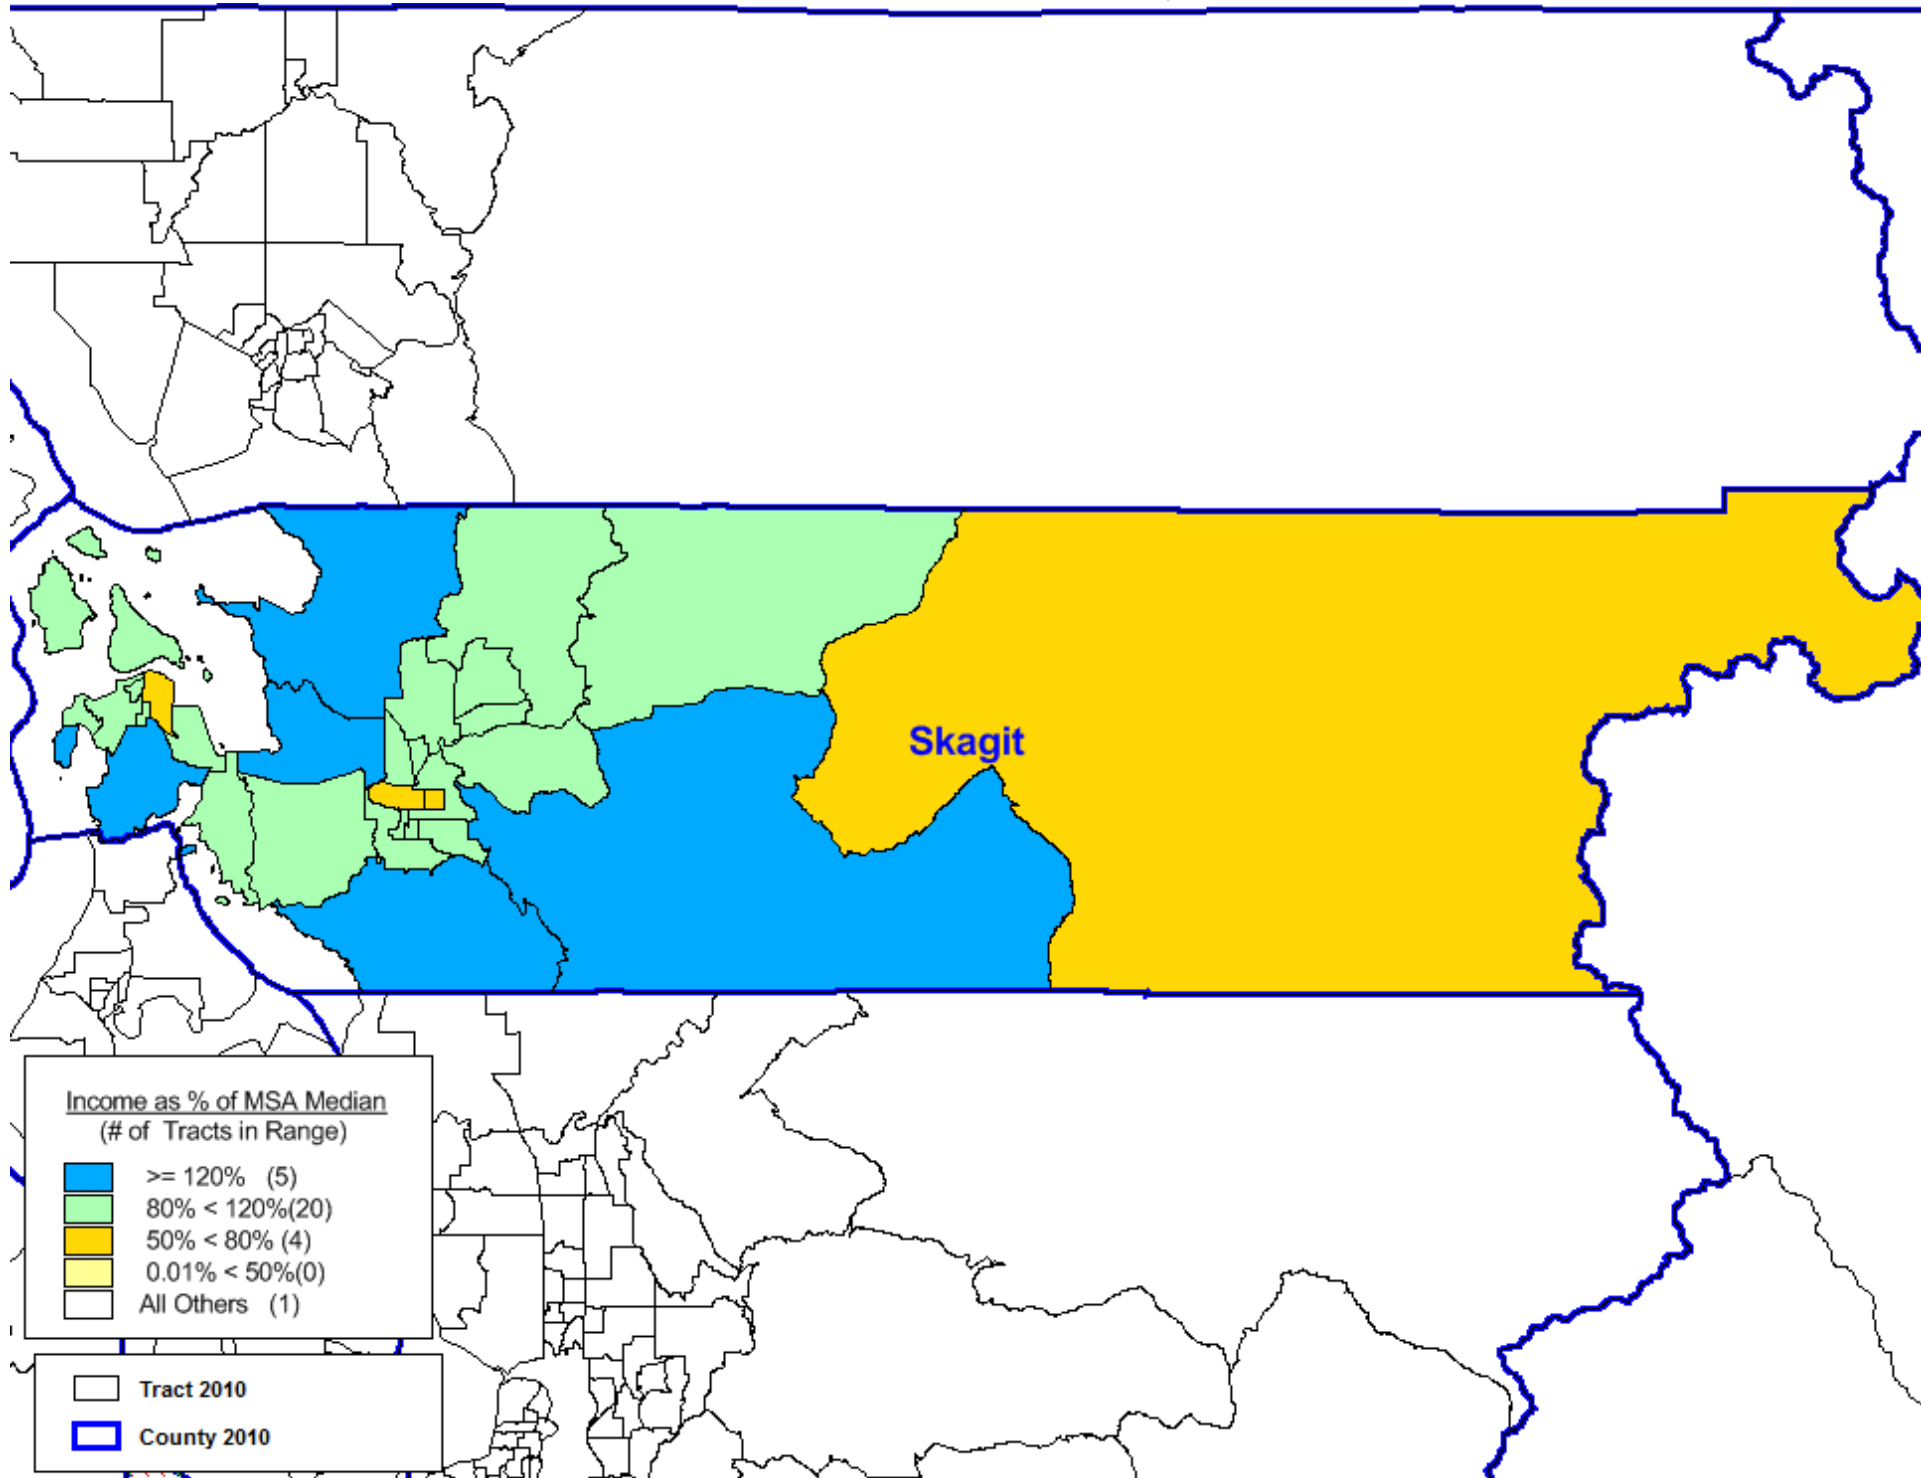 Skagit
Income as % of MSA Median
(# of Tracts in Range)
>= 120% (5)
80% < 120%(20)
50% < 80% (4)
0.01% < 50%(0)
All Others (1)
Tract 2010
County 2010